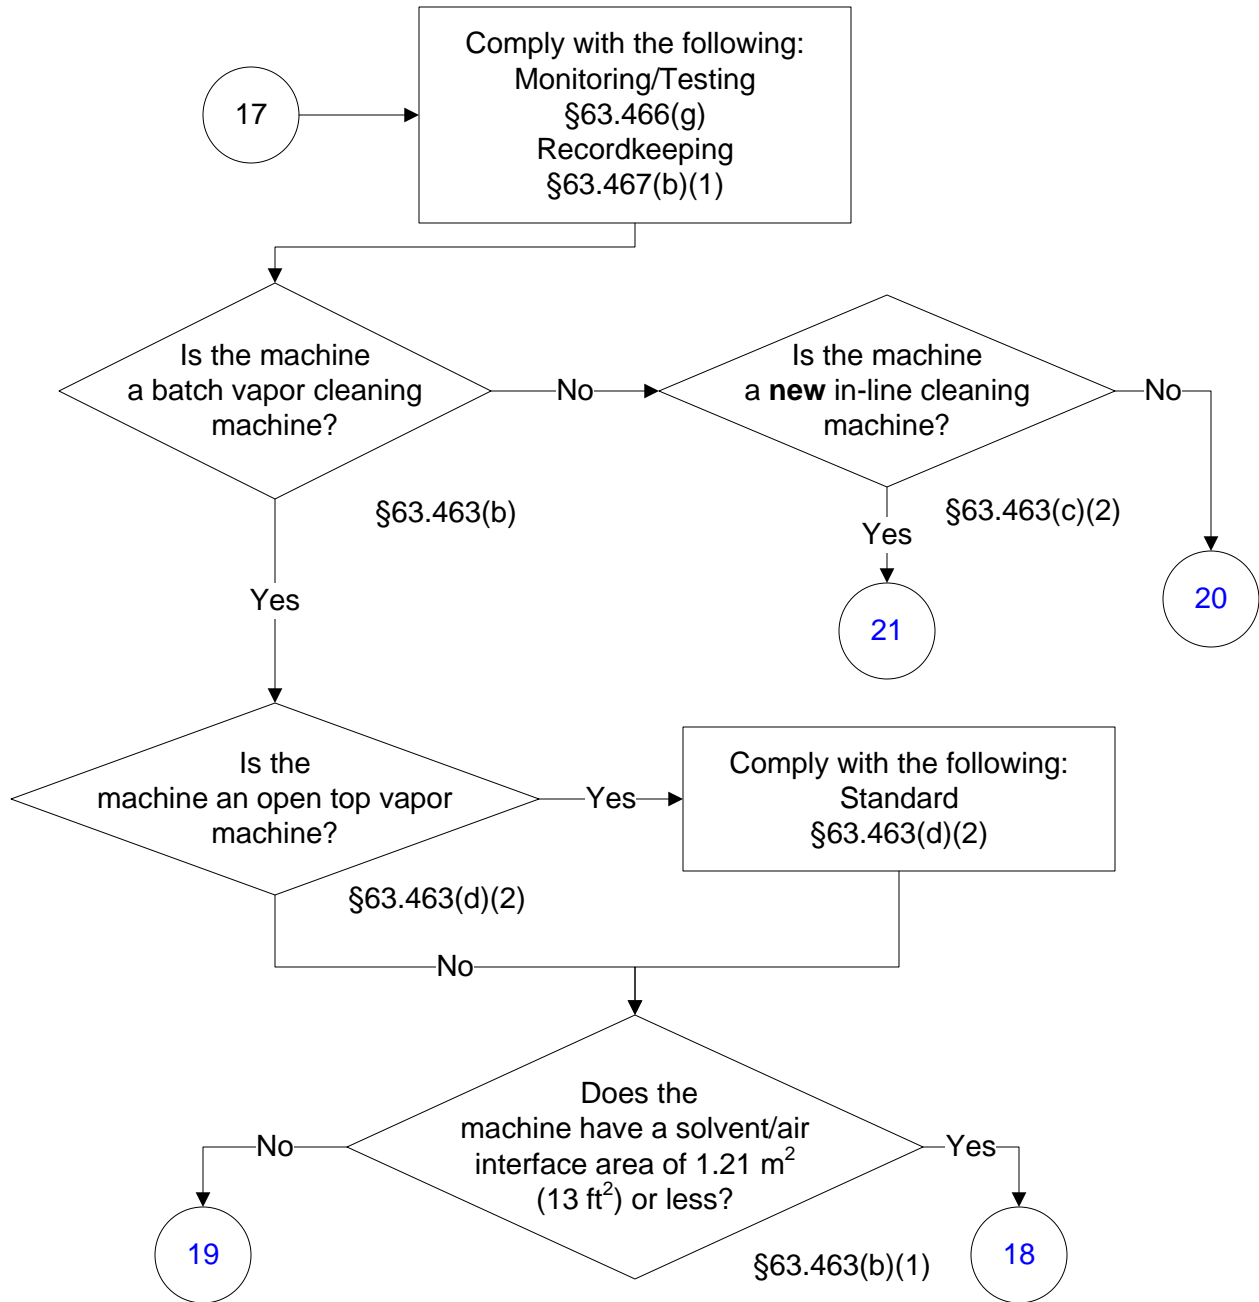 Comply with the following:
Monitoring/Testing
§63.466(g)
Recordkeeping
§63.467(b)(1)
17
Is the machine
a batch vapor cleaning
machine?
No
Is the machine
a new in-line cleaning
machine?
No
§63.463(b)
§63.463(c)(2)
Yes
Yes
20
21
Is the
machine an open top vapor
machine?
Yes
Comply with the following:
Standard
§63.463(d)(2)
§63.463(d)(2)
No
Does the
machine have a solvent/air
interface area of 1.21 m²
(13 ft²) or less?
No
Yes
19
18
§63.463(b)(1)